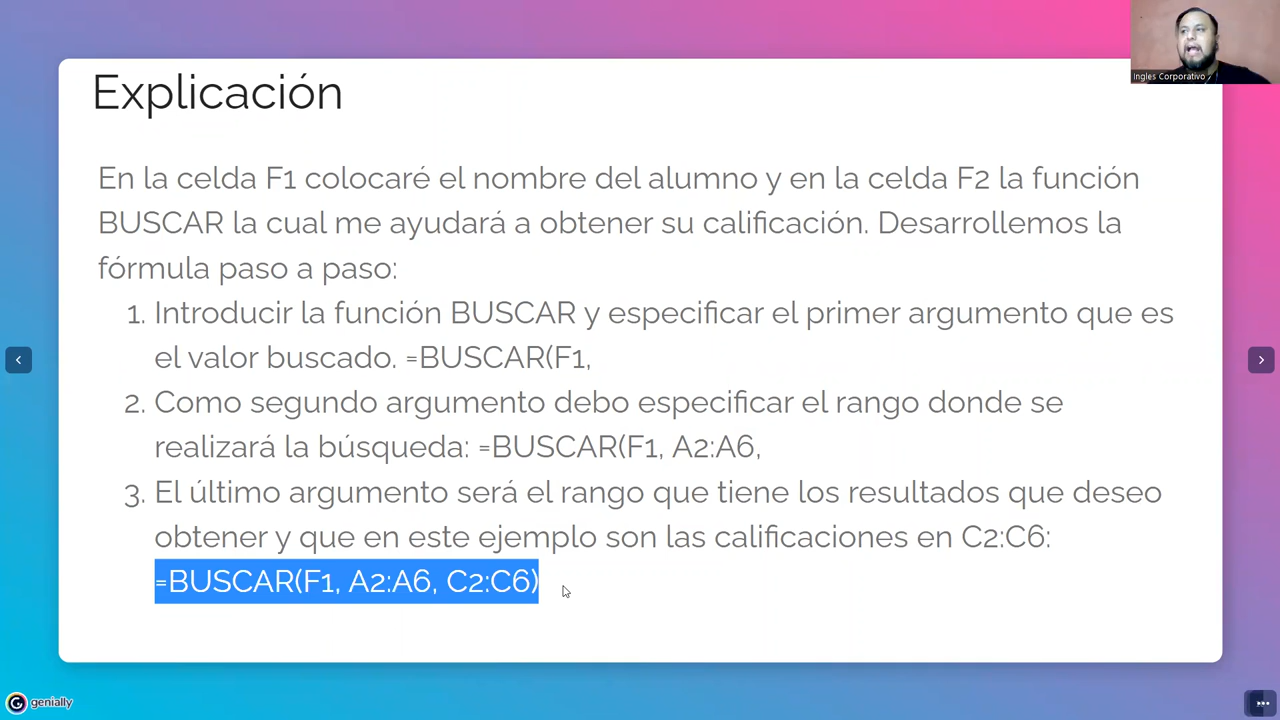 Ingles Corporativo
Explicación
En la celda F1 colocaré el nombre del alumno y en la celda F2 la función
BUSCAR la cual me ayudará a obtener su calificación. Desarrollemos la
fórmula paso a paso:
1. Introducir la función BUSCAR y especificar el primer argumento que es
el valor buscado. =BUSCAR(F1,
2. Como segundo argumento debo especificar el rango donde se
realizará la búsqueda: =BUSCAR(F1, A2:A6,
3. El último argumento será el rango que tiene los resultados que deseo
obtener y que en este ejemplo son las calificaciones en C2:C6:
=BUSCAR(F1, A2:A6, C2:C6)
genially